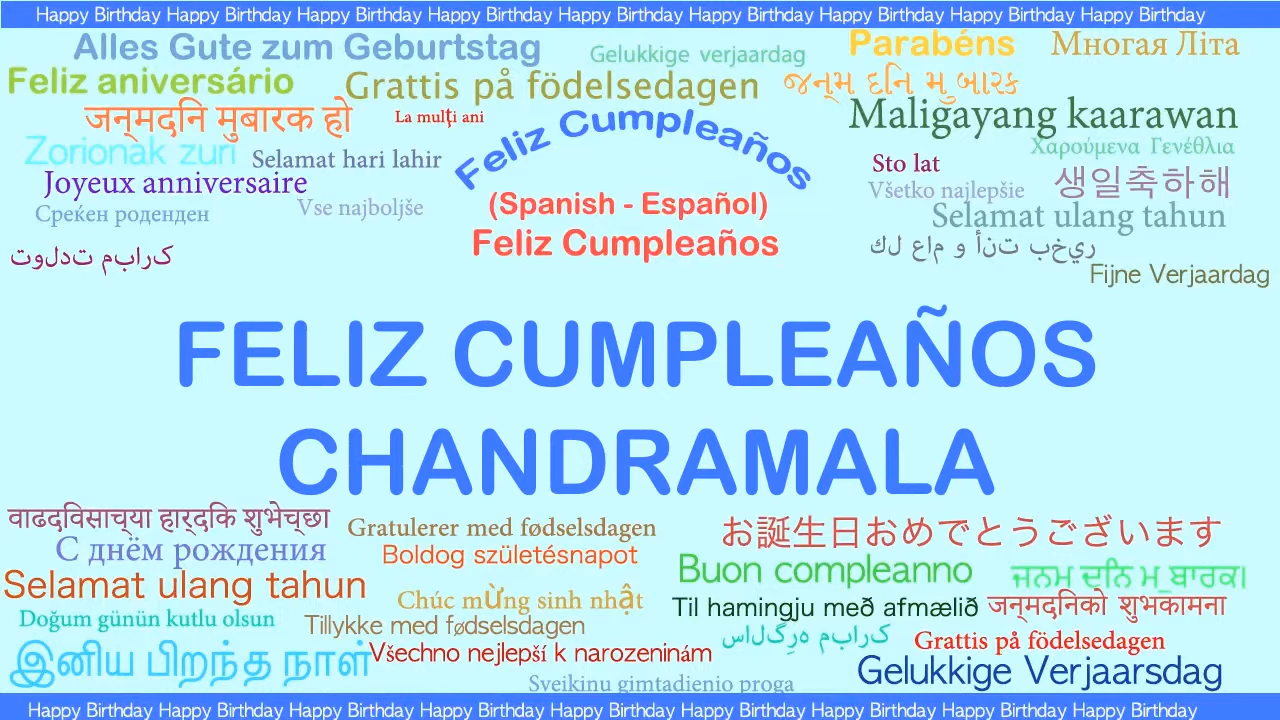 Happy Birthday Happy Birthday Happy Birthday Happy Birthday Happy Birthday Happy Birthday Happy Birthday Happy Birthday Happy Birthday
Alles Gute zum Geburtstag
Gelukkige verjaardag
Parabéns
Многая Літа
Feliz aniversário
Grattis på födelsedagen
જન્મ દિન મુબારક
जन्मदिन मुबारक हो
La mulţi ani
Feliz Cumpleaños
Maligayang kaarawan
Zorionak zuri
Selamat hari lahir
Χαρούμενα Γενέθλια
Sto lat
Joyeux anniversaire
Všetko najlepšie
생일축하해
(Spanish - Español)
Среќен роденден
Vse najboljše
Selamat ulang tahun
Feliz Cumpleaños
تولدت مبارک
كل عام و أنت بخير
Fijne Verjaardag
FELIZ CUMPLEAÑOS
CHANDRAMALA
वाढदिवसाच्या हार्दिक शुभेच्छा
Gratulerer med fødselsdagen
お誕生日おめでとうございます
С днём рождения
Boldog születésnapot
Buon compleanno
ਜਨਮ ਦਿਨ ਮੁਬਾਰਕ।
Selamat ulang tahun
Chúc mừng sinh nhật
Til hamingju með afmælið
जन्मदिनको शुभकामना
Doğum günün kutlu olsun
Tillykke med fødselsdagen
سالگرہ مبارک
Grattis på födelsedagen
இனிய பிறந்த நாள்
Všechno nejlepší k narozeninám
Gelukkige Verjaarsdag
Sveikinu gimtadienio proga
Happy Birthday Happy Birthday Happy Birthday Happy Birthday Happy Birthday Happy Birthday Happy Birthday Happy Birthday Happy Birthday